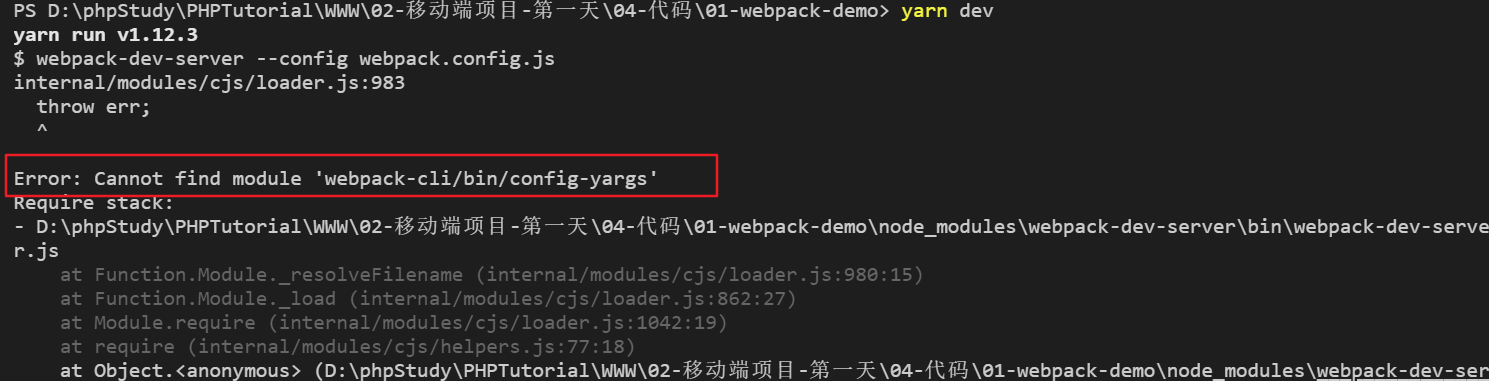 PS D:\phpStudy\PHPTutorial\WWW\02-移动端项目-第一天\04-代码\01-webpack-demo> yarn dev
yarn run v1.12.3
$ webpack-dev-server --config webpack.config.js
internal/modules/cjs/loader.js:983
  throw err;
  ^
Error: Cannot find module 'webpack-cli/bin/config-yargs'
Require stack:
- D:\phpStudy\PHPTutorial\WWW\02-移动端项目-第一天\04-代码\01-webpack-demo\node_modules\webpack-dev-server\bin\webpack-dev-serve
r.js
    at Function.Module._resolveFilename (internal/modules/cjs/loader.js:980:15)
    at Function.Module._load (internal/modules/cjs/loader.js:862:27)
    at Module.require (internal/modules/cjs/loader.js:1042:19)
    at require (internal/modules/cjs/helpers.js:77:18)
    at Object.<anonymous> (D:\phpStudy\PHPTutorial\WWW\02-移动端项目-第一天\04-代码\01-webpack-demo\node_modules\webpack-dev-ser